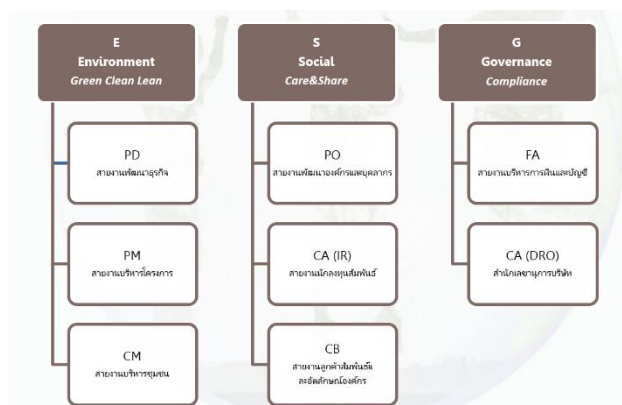 E
Environment
Green Clean Lean
PD
สายงานพัฒนาธุรกิจ
PM
สายงานบริหารโครงการ
CM
สายงานบริหารชุมชน
S
Social
Care&Share
PO
สายงานพัฒนาองค์กรและบุคลากร
CA (IR)
สายงานนักลงทุนสัมพันธ์
CB
สายงานลูกค้าสัมพันธ์แ
ละอัตลักษณ์องค์กร
G
Governance
Compliance
FA
สายงานบริหารการเงินและบัญชี
CA (DRO)
สำนักเลขานุการบริษัท